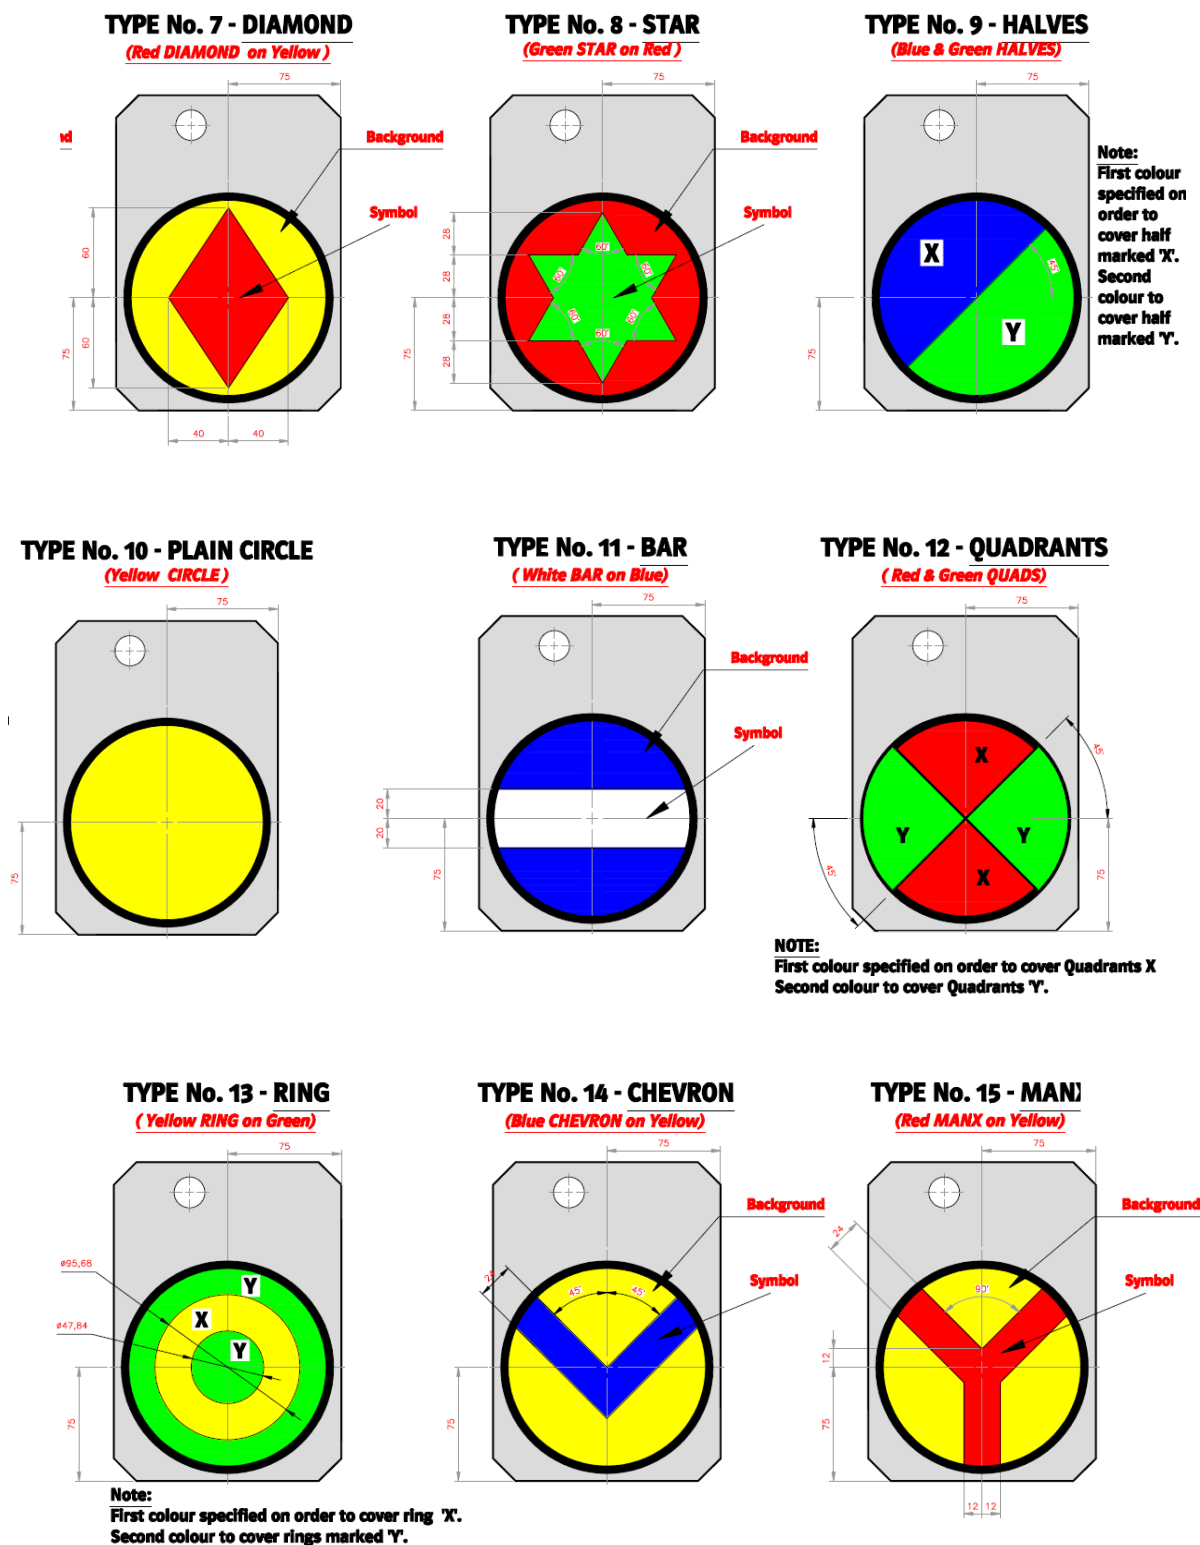 TYPE No. 7 - DIAMOND
(Red DIAMOND on Yellow )
75
Background
Symbol
60
60
75
40
40
TYPE No. 8 - STAR
(Green STAR on Red )
75
Background
Symbol
28
28
28
28
75
60°
60°
60°
60°
60°
60°
TYPE No. 9 - HALVES
(Blue & Green HALVES)
75
X
Y
45°
75
Note:
First colour
specified on
order to
cover half
marked 'X'.
Second
colour to
cover half
marked 'Y'.
TYPE No. 10 - PLAIN CIRCLE
(Yellow CIRCLE )
75
75
TYPE No. 11 - BAR
( White BAR on Blue)
75
Background
Symbol
20
20
75
TYPE No. 12 - QUADRANTS
( Red & Green QUADS)
75
45°
X
Y
Y
X
45°
75
NOTE:
First colour specified on order to cover Quadrants X
Second colour to cover Quadrants 'Y'.
TYPE No. 13 - RING
( Yellow RING on Green)
75
ø95,68
ø47,84
Y
X
Y
75
Note:
First colour specified on order to cover ring 'X'.
Second colour to cover rings marked 'Y'.
TYPE No. 14 - CHEVRON
(Blue CHEVRON on Yellow)
75
Background
24
45°
45°
Symbol
75
TYPE No. 15 - MANX
(Red MANX on Yellow)
75
Background
24
90°
Symbol
12
75
12
12